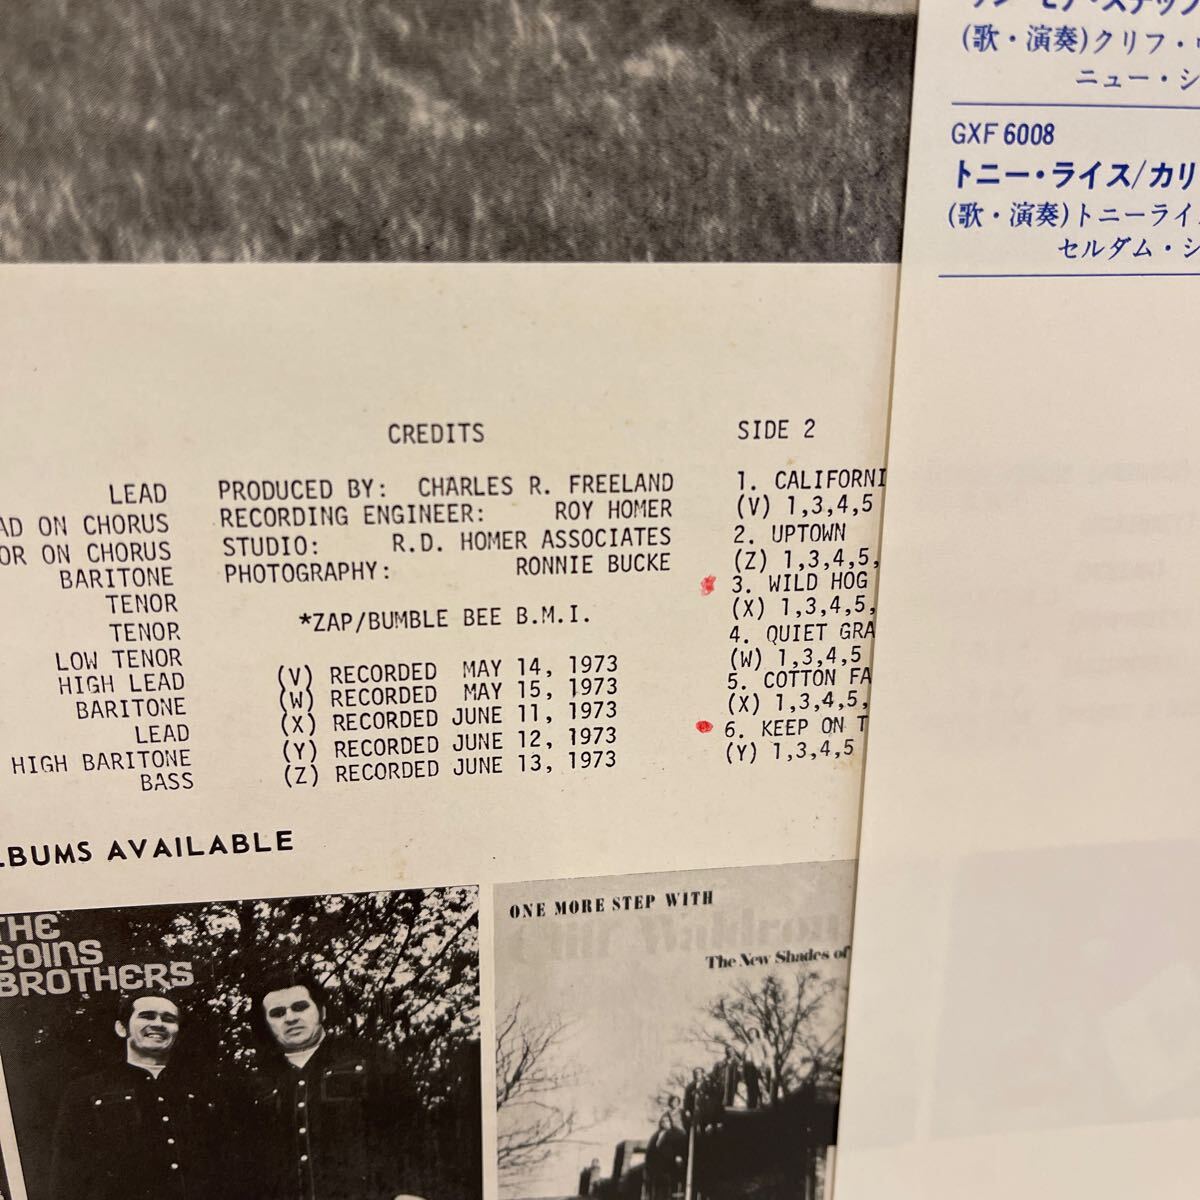 (歌・演奏)クリフ・
ニュー・シ
GXF 6008
トニー・ライス/カリ
(歌・演奏)トニーライス
セルダム・シ
LEAD
AD ON CHORUS
OR ON CHORUS
BARITONE
TENOR
TENOR
LOW TENOR
HIGH LEAD
BARITONE
LEAD
HIGH BARITONE
BASS
CREDITS
PRODUCED BY: CHARLES R. FREELAND
RECORDING ENGINEER: ROY HOMER
STUDIO: R.D. HOMER ASSOCIATES
PHOTOGRAPHY: RONNIE BUCKE
*ZAP/BUMBLE BEE B.M.I.
(V) RECORDED MAY 14, 1973
(W) RECORDED MAY 15, 1973
(X) RECORDED JUNE 11, 1973
(Y) RECORDED JUNE 12, 1973
(Z) RECORDED JUNE 13, 1973
SIDE 2
1. CALIFORNI
(V) 1,3,4,5
2. UPTOWN
(Z) 1,3,4,5,
3. WILD HOG
(X) 1,3,4,5,
4. QUIET GRA
(W) 1,3,4,5
5. COTTON FA
(X) 1,3,4,5,
6. KEEP ON T
(Y) 1,3,4,5
LBUMS AVAILABLE
THE
GOINS
BROTHERS
ONE MORE STEP WITH
Cliff Waldron
The New Shades of